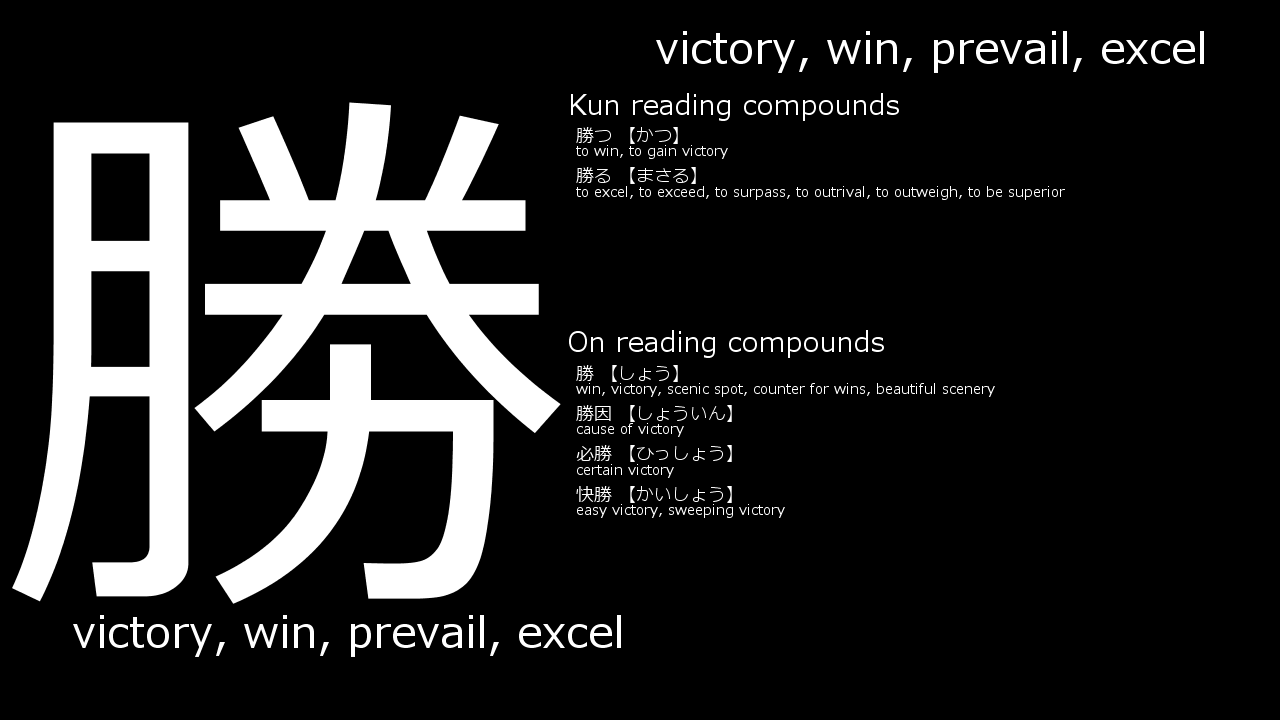 victory, win, prevail, excel
勝
Kun reading compounds
勝つ 【かつ】
to win, to gain victory
勝る 【まさる】
to excel, to exceed, to surpass, to outrival, to outweigh, to be superior
On reading compounds
勝 【しょう】
win, victory, scenic spot, counter for wins, beautiful scenery
勝因 【しょういん】
cause of victory
必勝 【ひっしょう】
certain victory
快勝 【かいしょう】
easy victory, sweeping victory
victory, win, prevail, excel